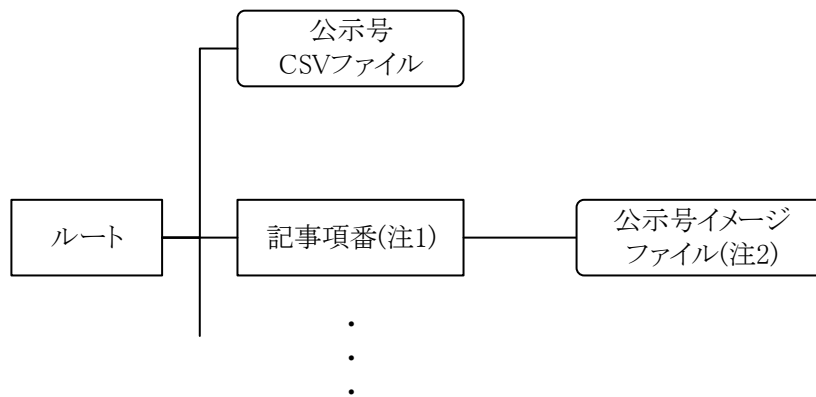 公示号
CSVファイル
ルート
記事項番(注1)
公示号イメージ
ファイル(注2)
・
・
・